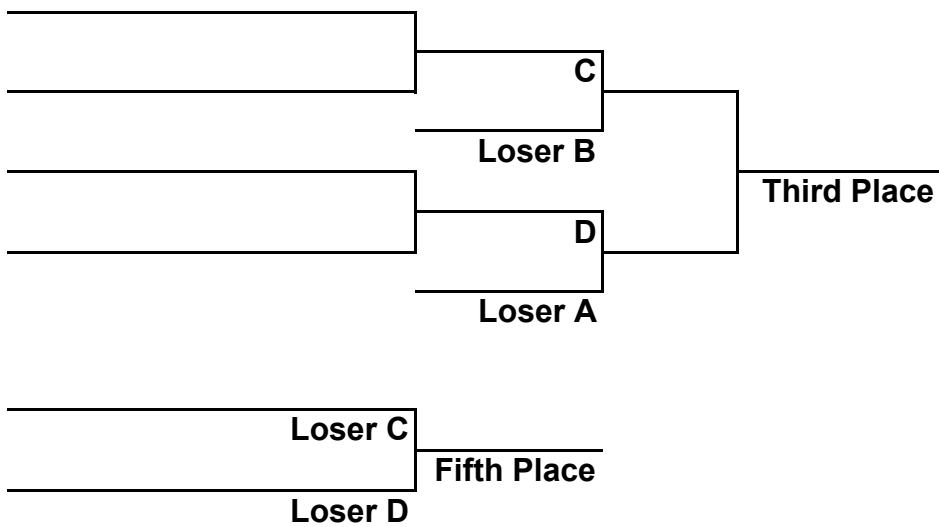 C
Loser B
Third Place
D
Loser A
Loser C
Fifth Place
Loser D